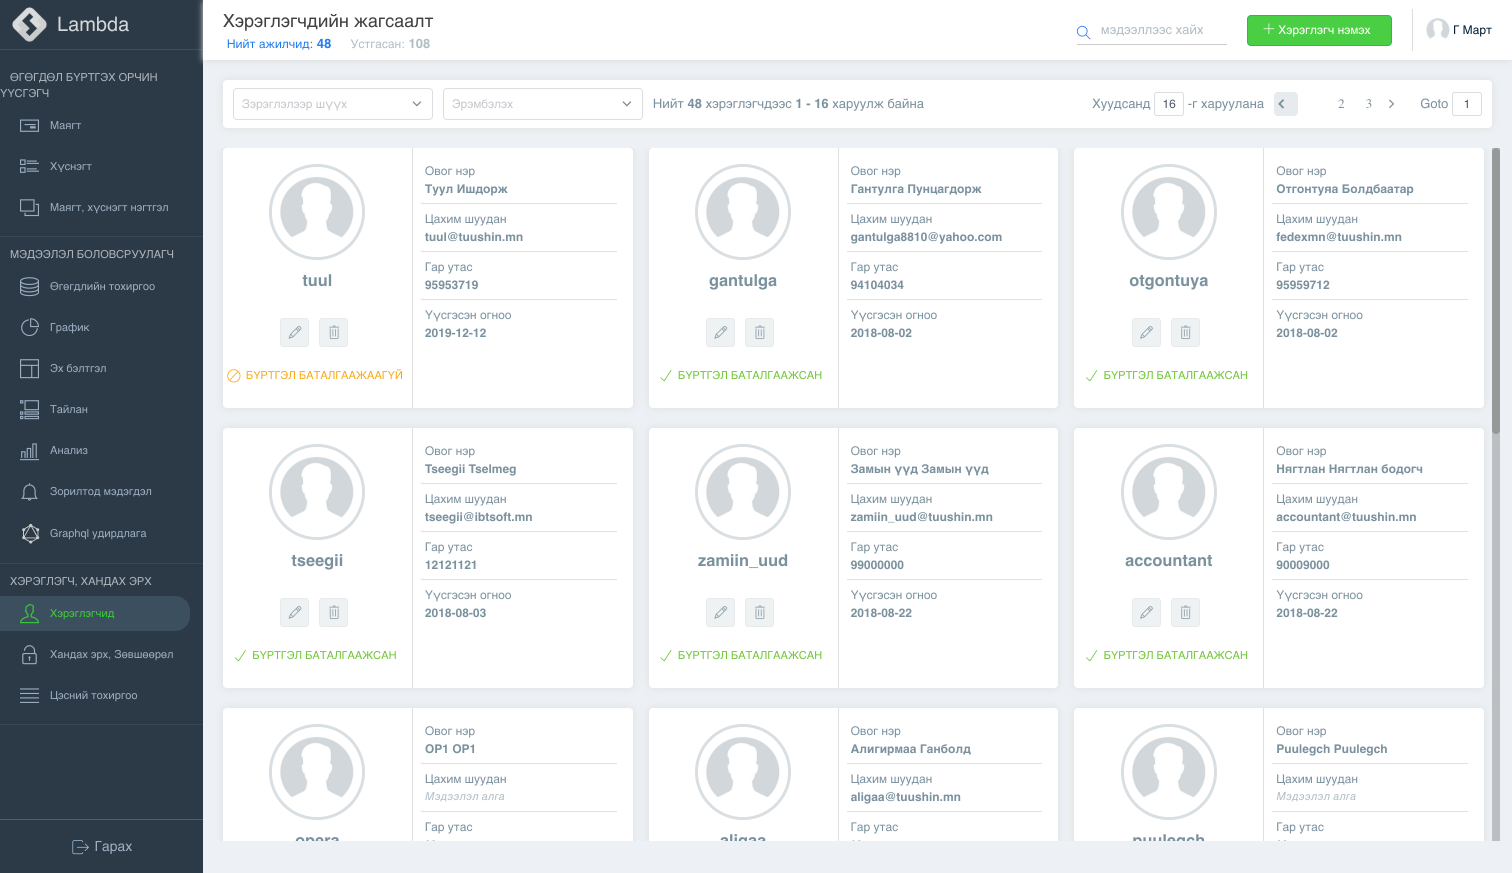 Lambda
ӨГӨГДӨЛ БҮРТГЭХ ОРЧИН
ҮҮСГЭГЧ
Маягт
Хүснэгт
Маягт, хүснэгт нэгтгэл
МЭДЭЭЛЭЛ БОЛОВСРУУЛАГЧ
Өгөгдлийн тохиргоо
График
Эх бэлтгэл
Тайлан
Анализ
Зорилтод мэдэгдэл
Graphql удирдлага
ХЭРЭГЛЭГЧ, ХАНДАХ ЭРХ
Хэрэглэгчид
Хандах эрх, Зөвшөөрөл
Цэсний тохиргоо
Гарах
Хэрэглэгчдийн жагсаалт
Нийт ажилчид: 48 Устгасан: 108
мэдээллээс хайх
Хэрэглэгч нэмэх
Г Март
Зэрэглэлээр шүүх
Эрэмбэлэх
Нийт 48 хэрэглэгчдээс 1 - 16 харуулж байна
Хуудсанд 16 -г харуулана
2 3
Goto 1
tuul
БҮРТГЭЛ БАТАЛГААЖААГҮЙ
Овог нэр
Туул Ишдорж
Цахим шуудан
tuul@tuushin.mn
Гар утас
95953719
Үүсгэсэн огноо
2019-12-12
gantulga
БҮРТГЭЛ БАТАЛГААЖСАН
Овог нэр
Гантулга Пунцагдорж
Цахим шуудан
gantulga8810@yahoo.com
Гар утас
94104034
Үүсгэсэн огноо
2018-08-02
otgontuya
БҮРТГЭЛ БАТАЛГААЖСАН
Овог нэр
Отгонтуяа Болдбаатар
Цахим шуудан
fedexmn@tuushin.mn
Гар утас
95959712
Үүсгэсэн огноо
2018-08-02
tseegii
БҮРТГЭЛ БАТАЛГААЖСАН
Овог нэр
Tseegii Tselmeg
Цахим шуудан
tseegii@ibtsoft.mn
Гар утас
12121121
Үүсгэсэн огноо
2018-08-03
zamiin_uud
БҮРТГЭЛ БАТАЛГААЖСАН
Овог нэр
Замын үүд Замын үүд
Цахим шуудан
zamiin_uud@tuushin.mn
Гар утас
99000000
Үүсгэсэн огноо
2018-08-22
accountant
БҮРТГЭЛ БАТАЛГААЖСАН
Овог нэр
Нягтлан Нягтлан бодогч
Цахим шуудан
accountant@tuushin.mn
Гар утас
90009000
Үүсгэсэн огноо
2018-08-22
opera
Овог нэр
OP1 OP1
Цахим шуудан
Мэдээлэл алга
Гар утас
aligaa
Овог нэр
Алигирмаа Ганболд
Цахим шуудан
aligaa@tuushin.mn
Гар утас
puulegch
Овог нэр
Puulegch Puulegch
Цахим шуудан
Мэдээлэл алга
Гар утас